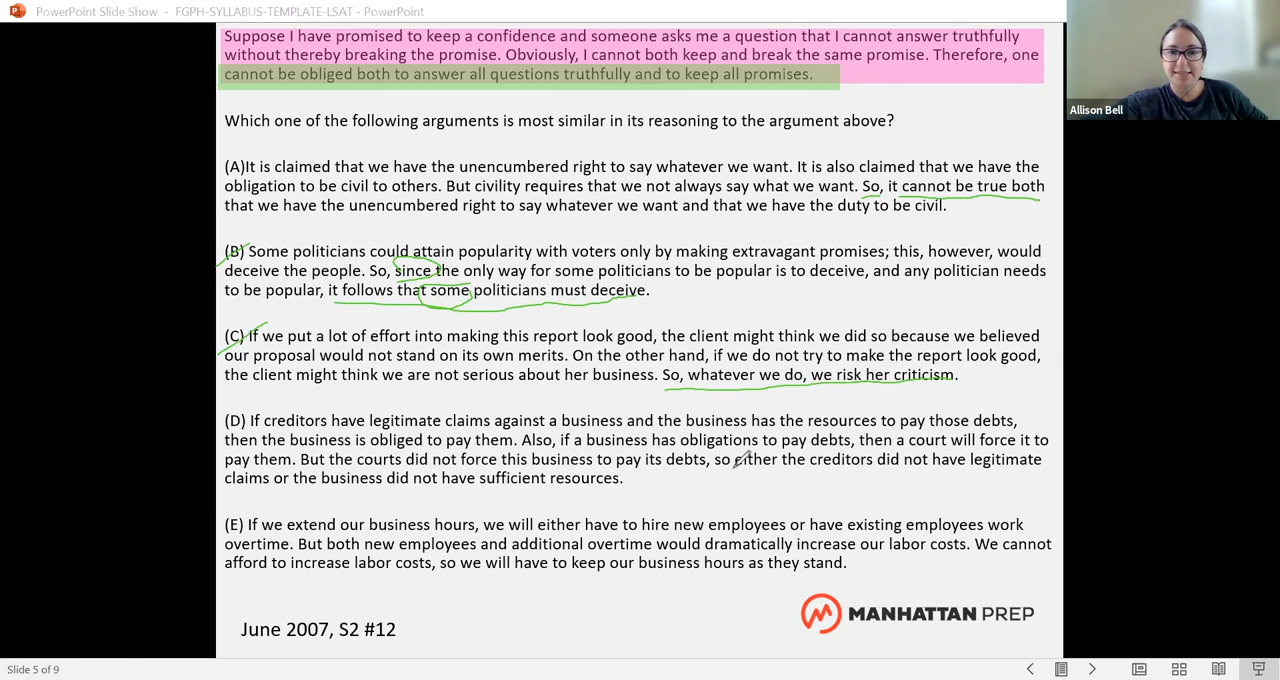 PowerPoint Slide Show - FGPH-SYLLABUS-TEMPLATE-LSAT - PowerPoint
Suppose I have promised to keep a confidence and someone asks me a question that I cannot answer truthfully
without thereby breaking the promise. Obviously, I cannot both keep and break the same promise. Therefore, one
cannot be obliged both to answer all questions truthfully and to keep all promises.
Allison Bell
Which one of the following arguments is most similar in its reasoning to the argument above?
(A)It is claimed that we have the unencumbered right to say whatever we want. It is also claimed that we have the
obligation to be civil to others. But civility requires that we not always say what we want. So, it cannot be true both
that we have the unencumbered right to say whatever we want and that we have the duty to be civil.
(B) Some politicians could attain popularity with voters only by making extravagant promises; this, however, would
deceive the people. So, since the only way for some politicians to be popular is to deceive, and any politician needs
to be popular, it follows that some politicians must deceive.
(C) If we put a lot of effort into making this report look good, the client might think we did so because we believed
our proposal would not stand on its own merits. On the other hand, if we do not try to make the report look good,
the client might think we are not serious about her business. So, whatever we do, we risk her criticism.
(D) If creditors have legitimate claims against a business and the business has the resources to pay those debts,
then the business is obliged to pay them. Also, if a business has obligations to pay debts, then a court will force it to
pay them. But the courts did not force this business to pay its debts, so either the creditors did not have legitimate
claims or the business did not have sufficient resources.
(E) If we extend our business hours, we will either have to hire new employees or have existing employees work
overtime. But both new employees and additional overtime would dramatically increase our labor costs. We cannot
afford to increase labor costs, so we will have to keep our business hours as they stand.
MANHATTAN PREP
June 2007, S2 #12
Slide 5 of 9